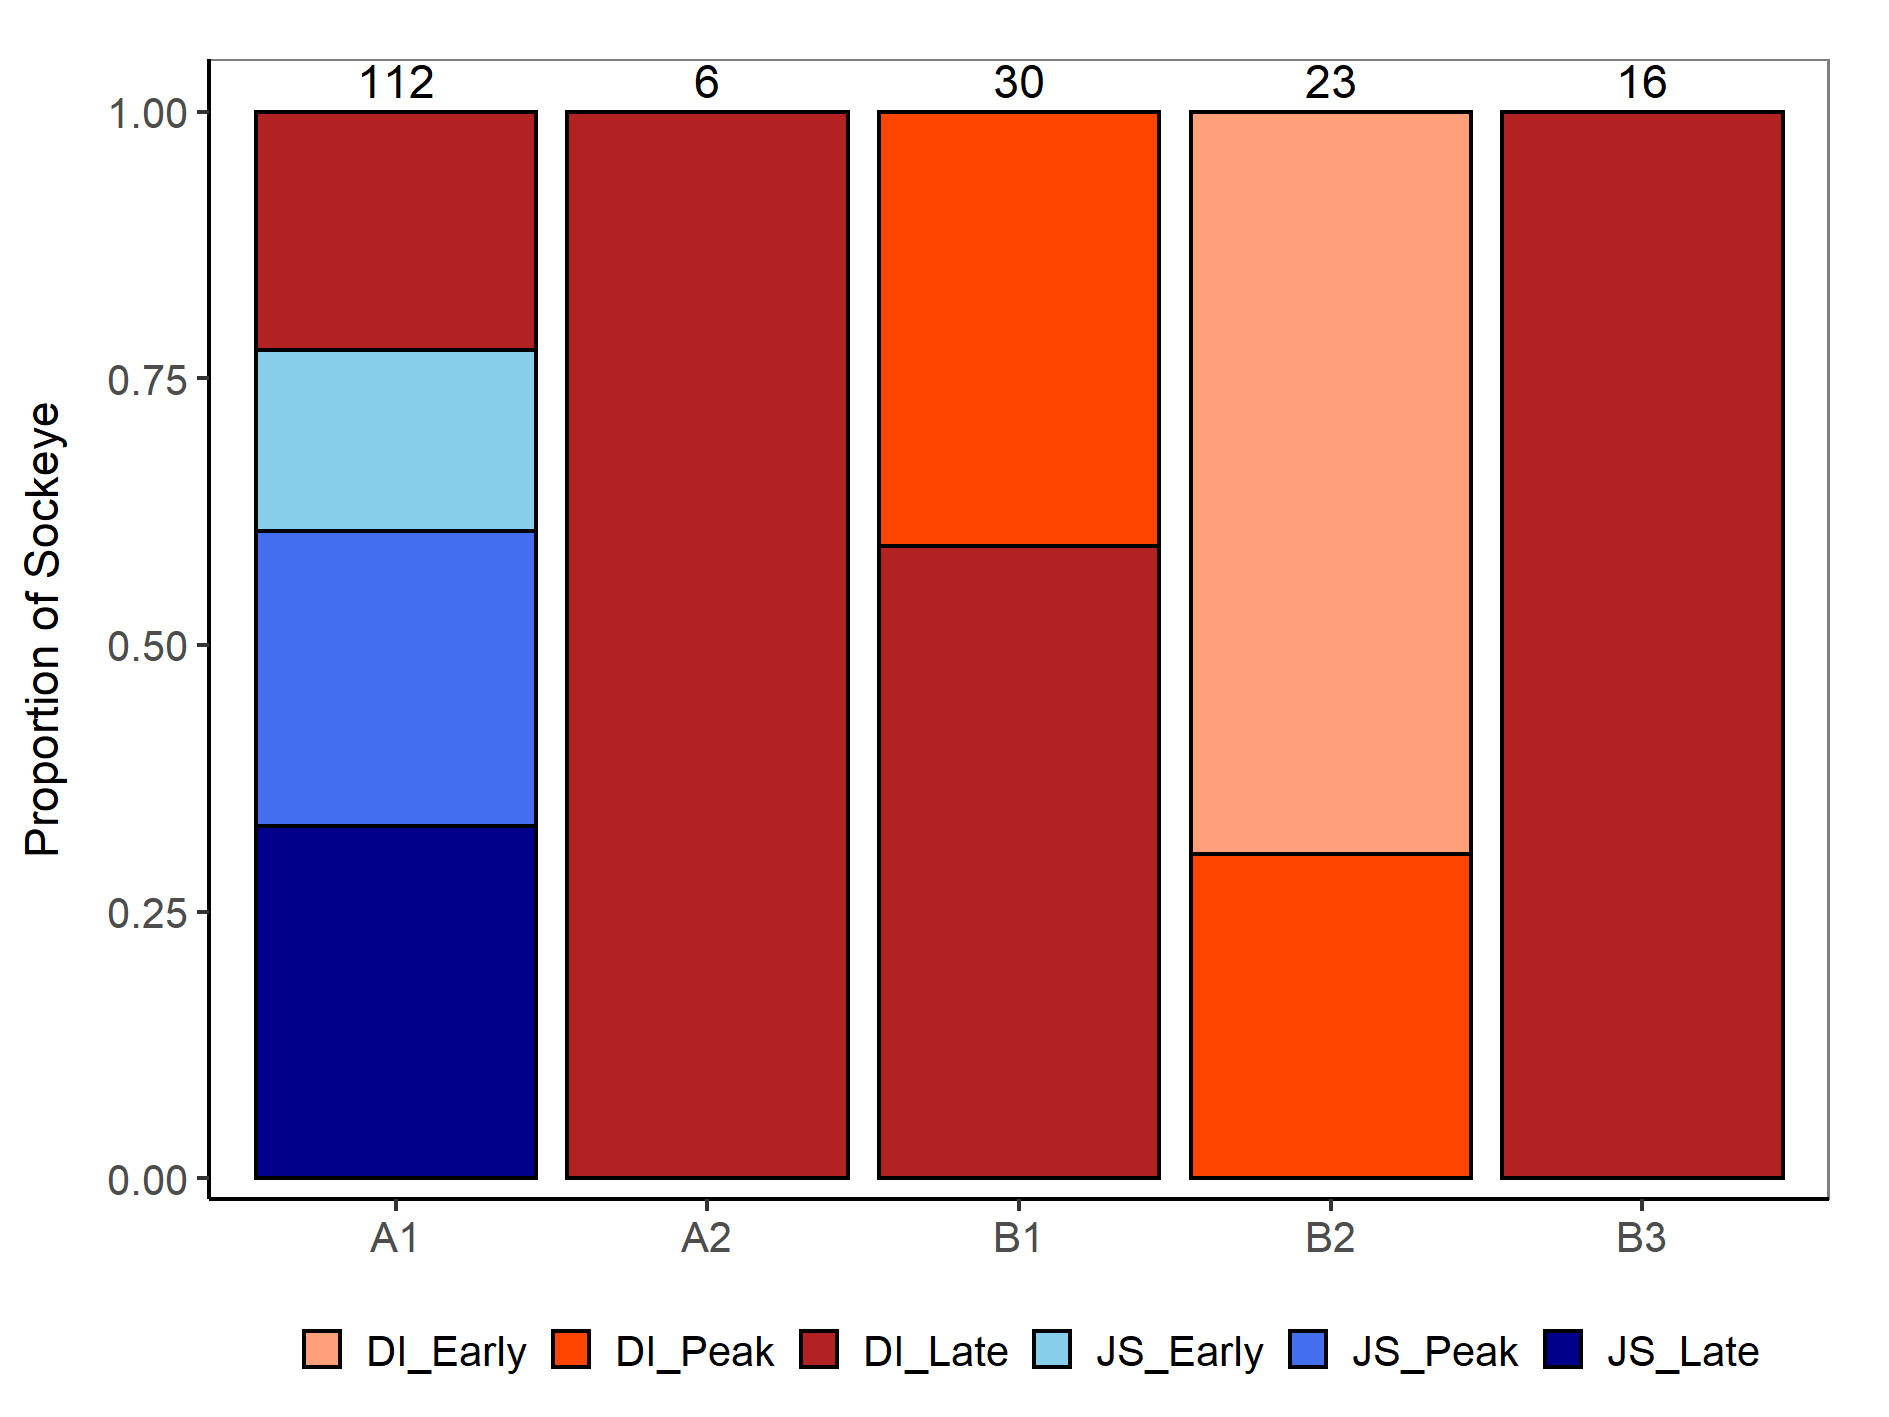 112 6 30 23 16
1.00
0.75
0.50
0.25
0.00
Proportion of Sockeye
A1 A2 B1 B2 B3
DI_Early DI_Peak DI_Late JS_Early JS_Peak JS_Late